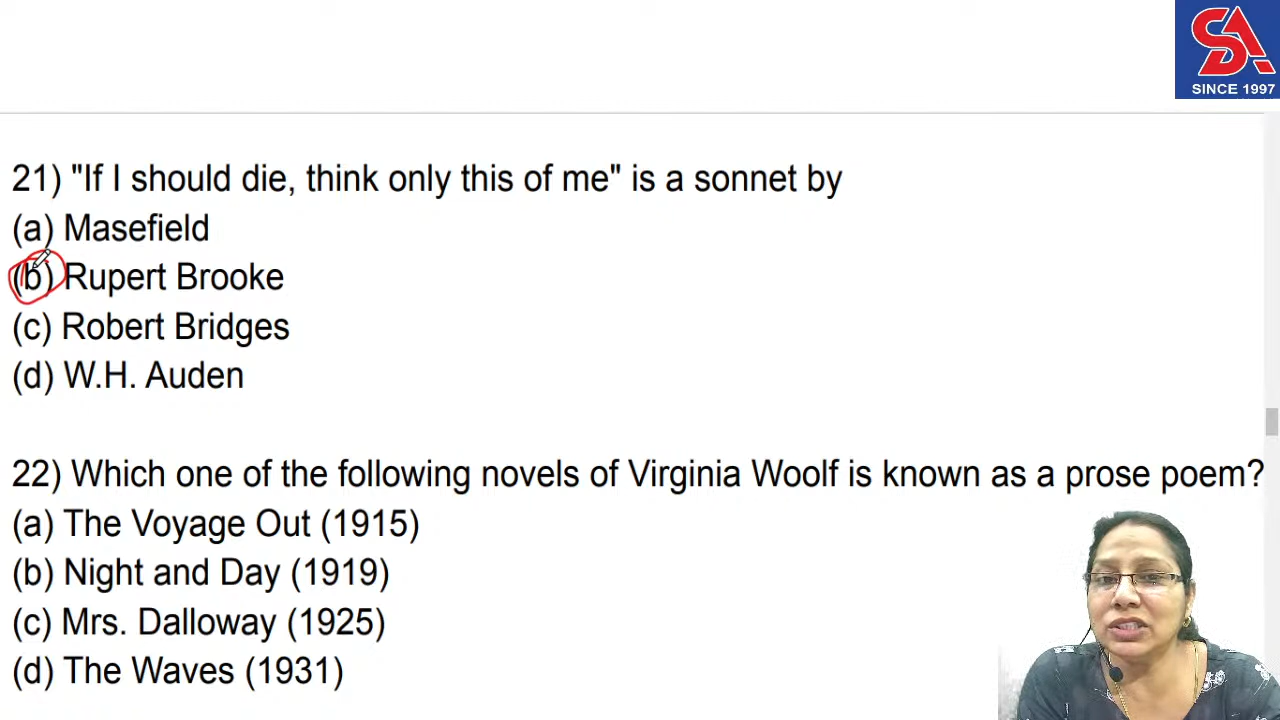 SA
SINCE 1997
21) "If I should die, think only this of me" is a sonnet by
(a) Masefield
(b) Rupert Brooke
(c) Robert Bridges
(d) W.H. Auden
22) Which one of the following novels of Virginia Woolf is known as a prose poem?
(a) The Voyage Out (1915)
(b) Night and Day (1919)
(c) Mrs. Dalloway (1925)
(d) The Waves (1931)